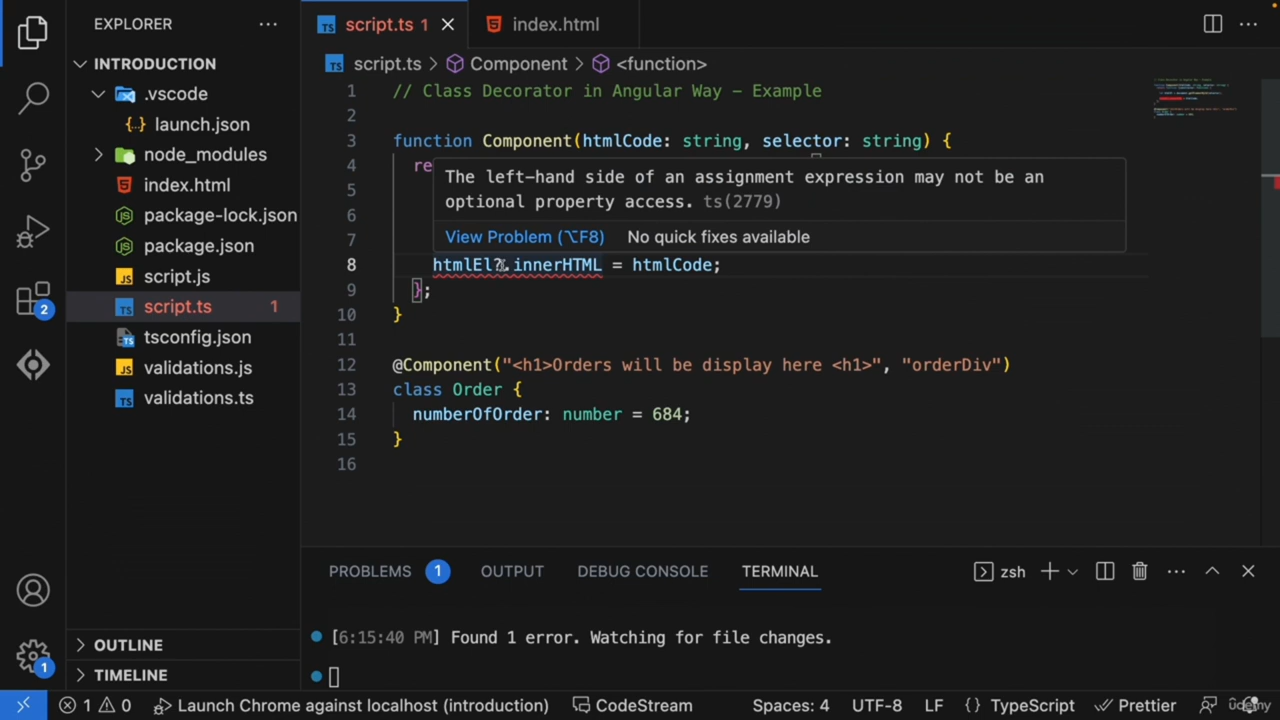 EXPLORER
script.ts 1
index.html
INTRODUCTION
script.ts > Component > <function>
.vscode
launch.json
node_modules
index.html
package-lock.json
package.json
script.js
script.ts 1
tsconfig.json
validations.js
validations.ts
1 // Class Decorator in Angular Way – Example
2
3 function Component(htmlCode: string, selector: string) {
4 re
The left-hand side of an assignment expression may not be an
optional property access. ts(2779)
View Problem (⌥F8) No quick fixes available
5
6
7
8 htmlEl?.innerHTML = htmlCode;
9 };
10 }
11
12 @Component("<h1>Orders will be display here <h1>", "orderDiv")
13 class Order {
14 numberOfOrder: number = 684;
15 }
16
2
PROBLEMS 1 OUTPUT DEBUG CONSOLE TERMINAL
zsh
[6:15:40 PM] Found 1 error. Watching for file changes.
OUTLINE
TIMELINE
1
1 0 Launch Chrome against localhost (introduction) CodeStream Spaces: 4 UTF-8 LF {} TypeScript Prettier
udemy